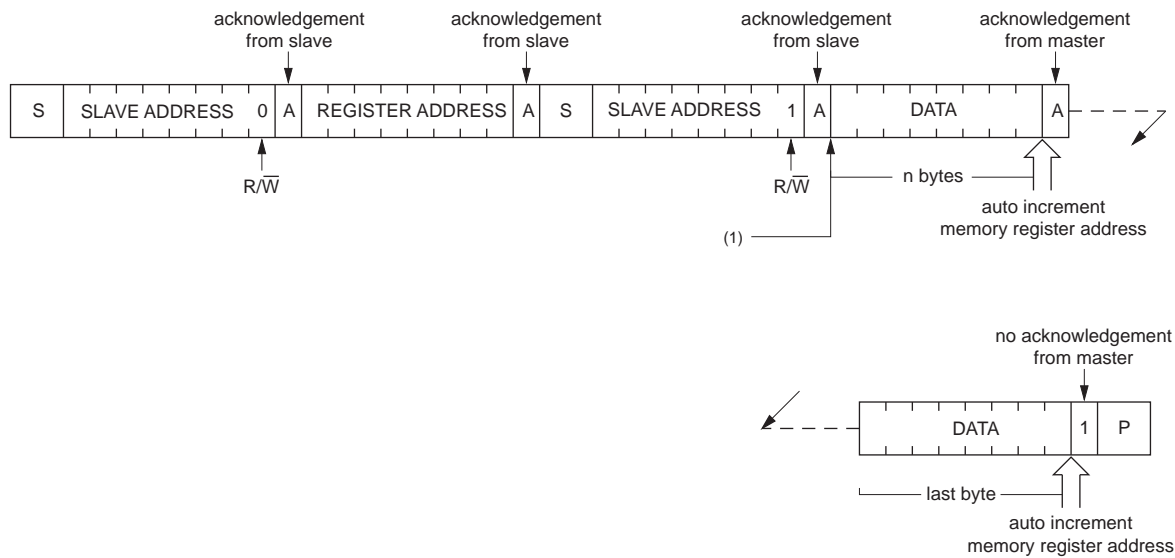 acknowledgement
from slave
acknowledgement
from slave
acknowledgement
from slave
acknowledgement
from master
S SLAVE ADDRESS 0 A REGISTER ADDRESS A S SLAVE ADDRESS 1 A DATA A
R/W̅
R/W̅
n bytes
auto increment
memory register address
(1)
no acknowledgement
from master
DATA 1 P
last byte
auto increment
memory register address